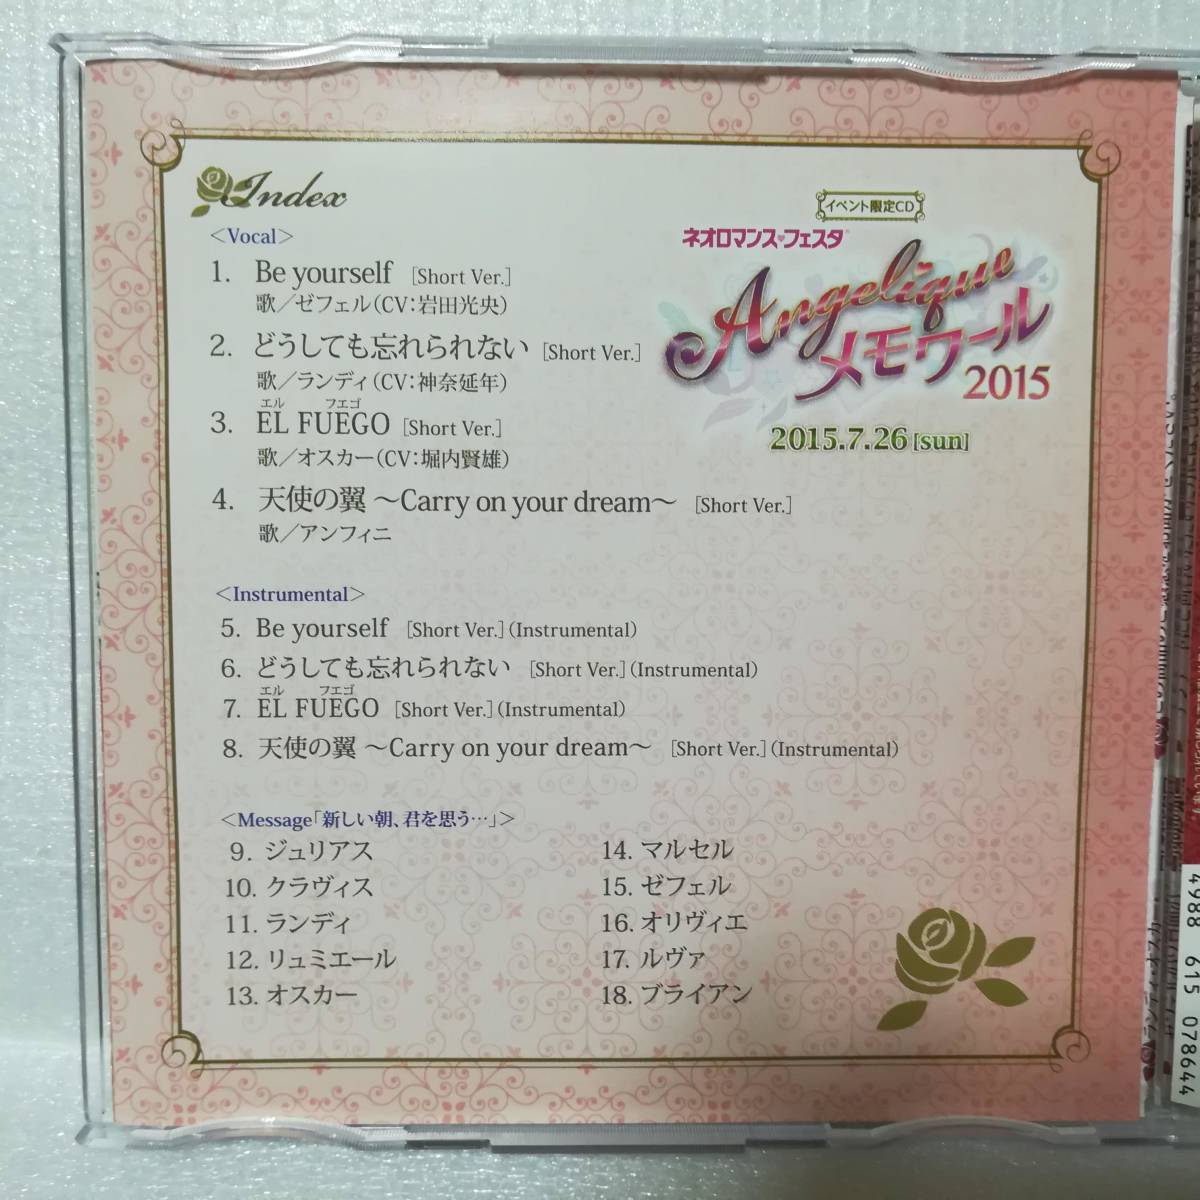 Index
イベント限定CD
ネオロマンス♥フェスタ
Angelique
メモワール
2015
2015.7.26[sun]
＜Vocal＞
1. Be yourself [Short Ver.]
歌／ゼフェル（CV：岩田光央）
2. どうしても忘れられない [Short Ver.]
歌／ランディ（CV：神奈延年）
エル フエゴ
3. EL FUEGO [Short Ver.]
歌／オスカー（CV：堀内賢雄）
4. 天使の翼 〜Carry on your dream〜 [Short Ver.]
歌／アンフィニ
＜Instrumental＞
5. Be yourself [Short Ver.]（Instrumental）
6. どうしても忘れられない [Short Ver.]（Instrumental）
エル フエゴ
7. EL FUEGO [Short Ver.]（Instrumental）
8. 天使の翼 〜Carry on your dream〜 [Short Ver.]（Instrumental）
＜Message「新しい朝、君を思う…」＞
9. ジュリアス
10. クラヴィス
11. ランディ
12. リュミエール
13. オスカー
14. マルセル
15. ゼフェル
16. オリヴィエ
17. ルヴァ
18. ブライアン
4988 615 078644